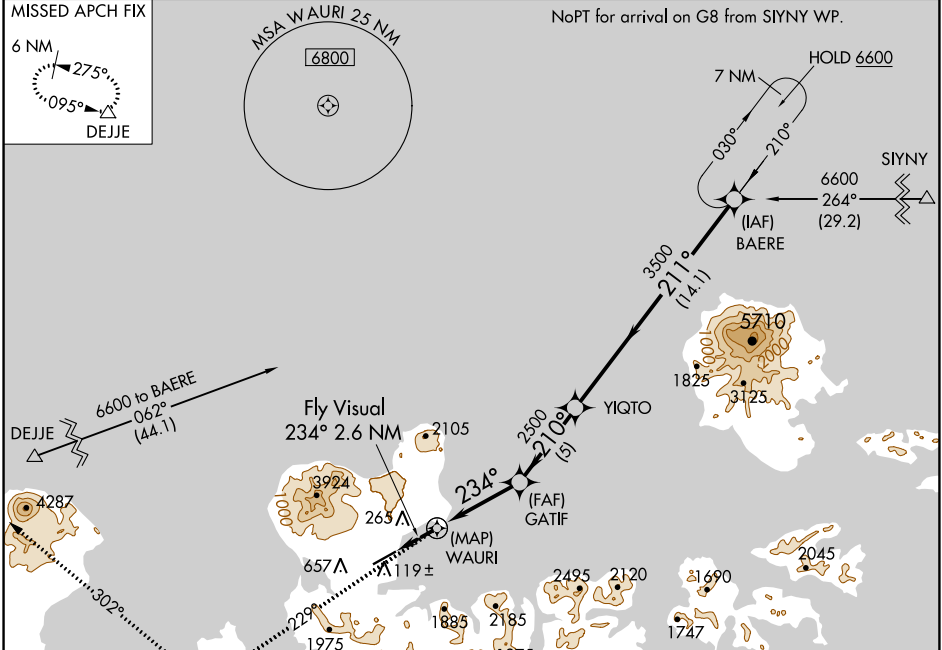 MISSED APCH FIX
6 NM
275°
095°
DEJJE
MSA WAURI 25 NM
6800
NoPT for arrival on G8 from SIYNY WP.
HOLD 6600
7 NM
030°
210°
SIYNY
6600
264°
(29.2)
(IAF)
BAERE
3500
211°
(14.1)
5710
1000
2000
1825
3125
6600 to BAERE
062°
(44.1)
DEJJE
Fly Visual
234° 2.6 NM
2105
YIQTO
2500
210°
(5)
234°
(FAF)
GATIF
3924
1000
265
4287
(MAP)
WAURI
657
119±
2045
2495
2120
1690
302°
229°
1885
2185
1747
1975